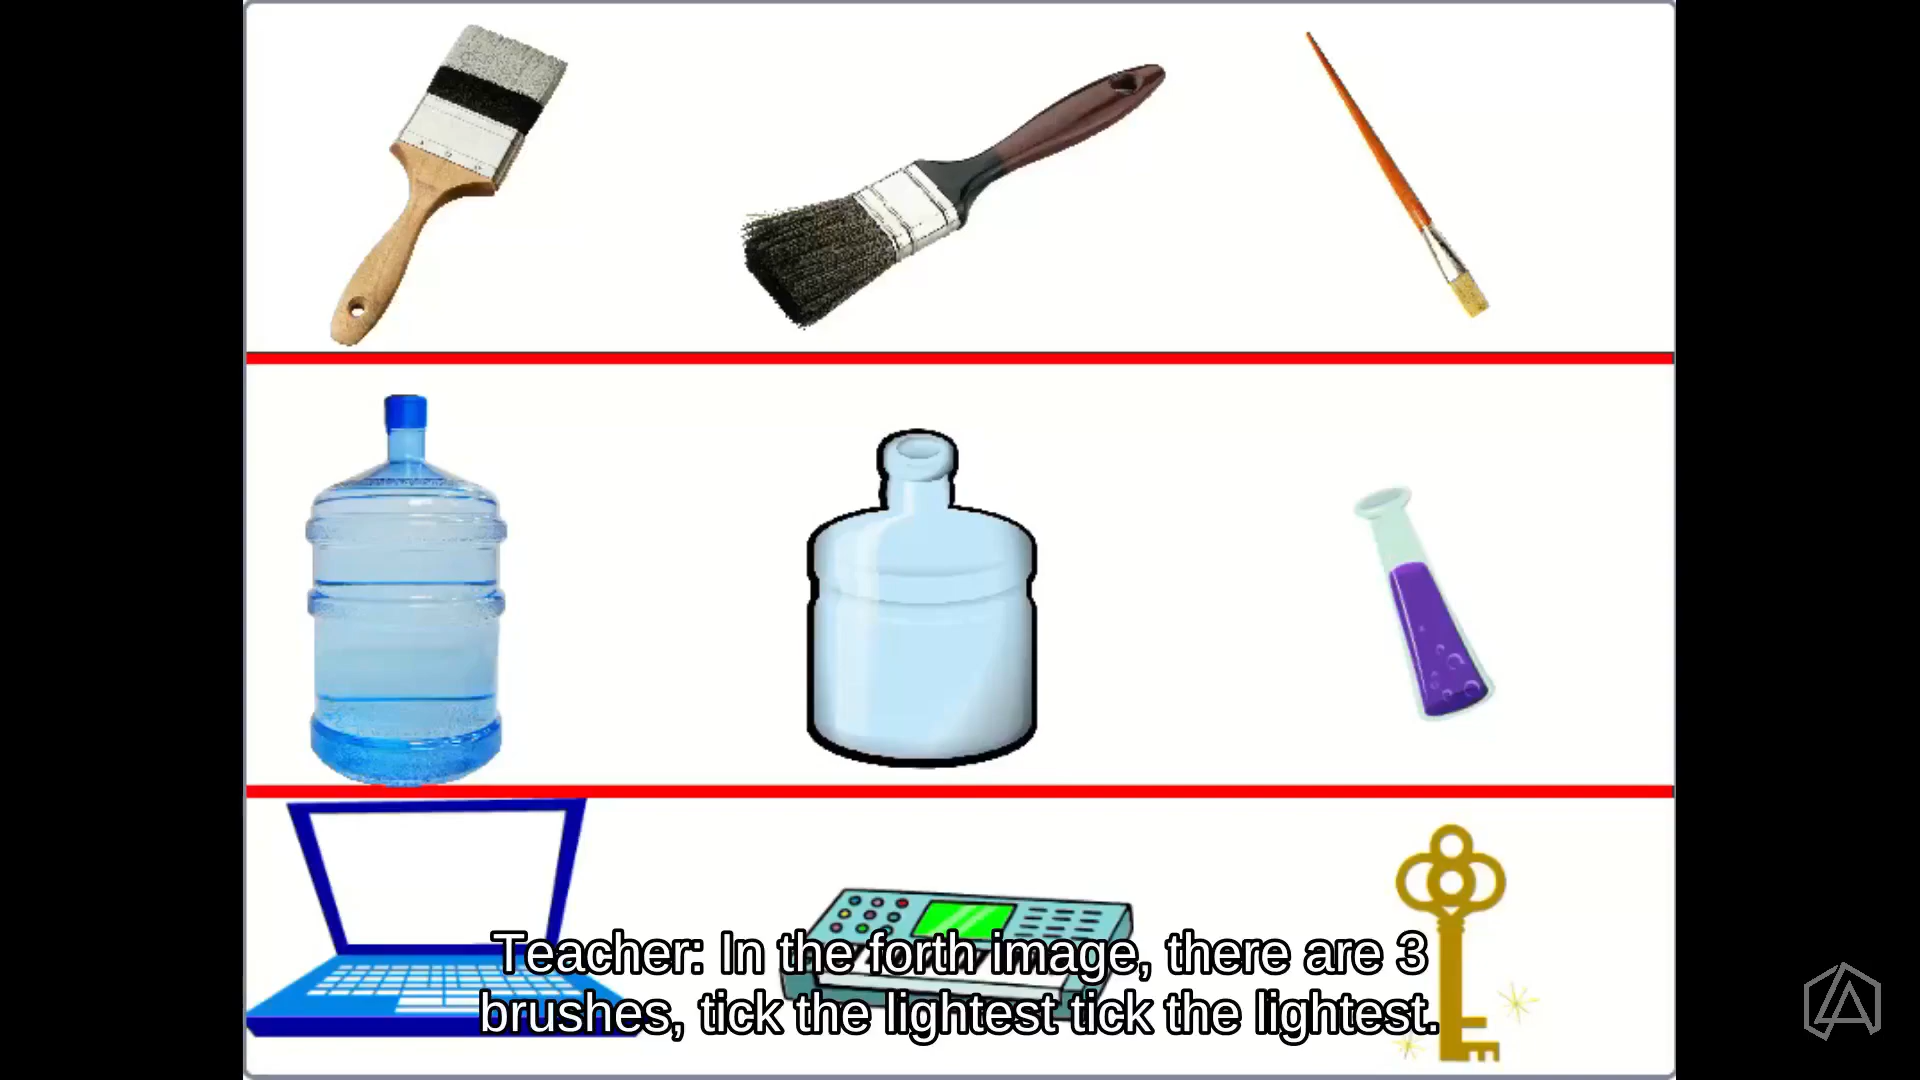 Teacher: In the forth image, there are 3
brushes, tick the lightest tick the lightest.